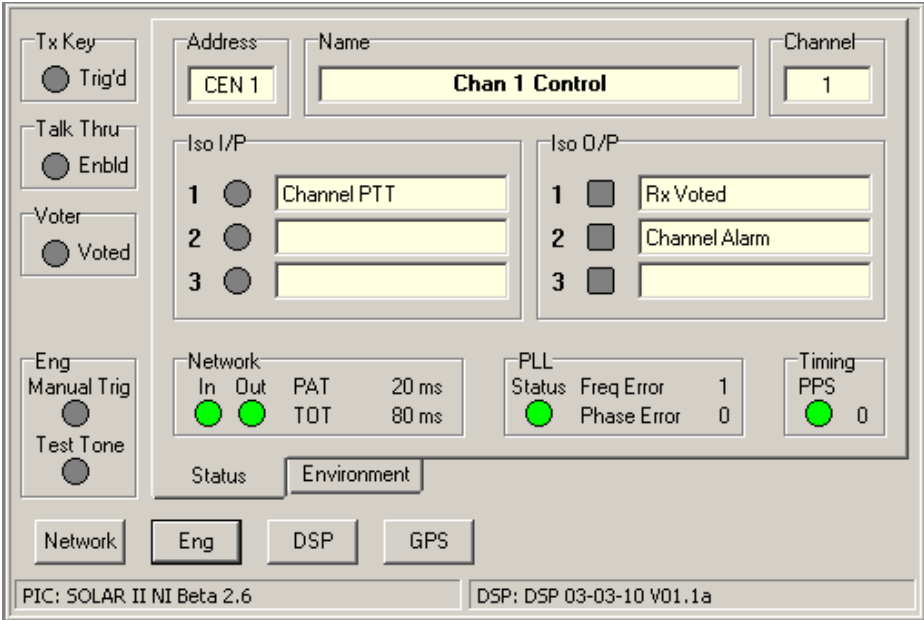 Tx Key
Trig'd
Talk Thru
Enbld
Voter
Voted
Eng
Manual Trig
Test Tone
Address
CEN 1
Name
Chan 1 Control
Channel
1
Iso I/P
1 Channel PTT
2
3
Iso O/P
1 Rx Voted
2 Channel Alarm
3
Network
In Out PAT 20 ms
TOT 80 ms
PLL
Status Freq Error 1
Phase Error 0
Timing
PPS
0
Status Environment
Network Eng DSP GPS
PIC: SOLAR II NI Beta 2.6 DSP: DSP 03-03-10 V01.1a